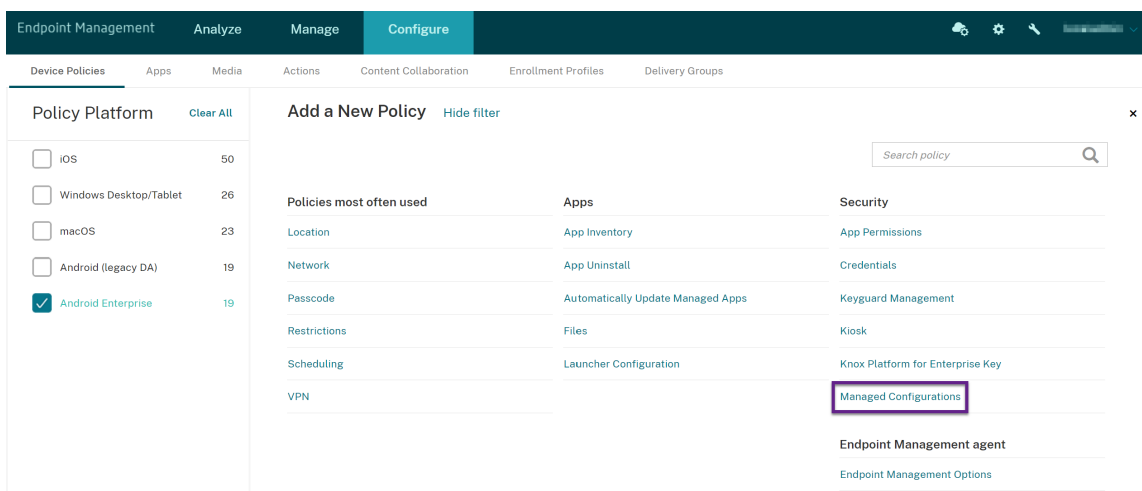 Endpoint Management Analyze Manage Configure
Device Policies Apps Media Actions Content Collaboration Enrollment Profiles Delivery Groups
Policy Platform Clear All
iOS 50
Windows Desktop/Tablet 26
macOS 23
Android (legacy DA) 19
Android Enterprise 19
Add a New Policy Hide filter
Search policy
Policies most often used
Location
Network
Passcode
Restrictions
Scheduling
VPN
Apps
App Inventory
App Uninstall
Automatically Update Managed Apps
Files
Launcher Configuration
Security
App Permissions
Credentials
Keyguard Management
Kiosk
Knox Platform for Enterprise Key
Managed Configurations
Endpoint Management agent
Endpoint Management Options